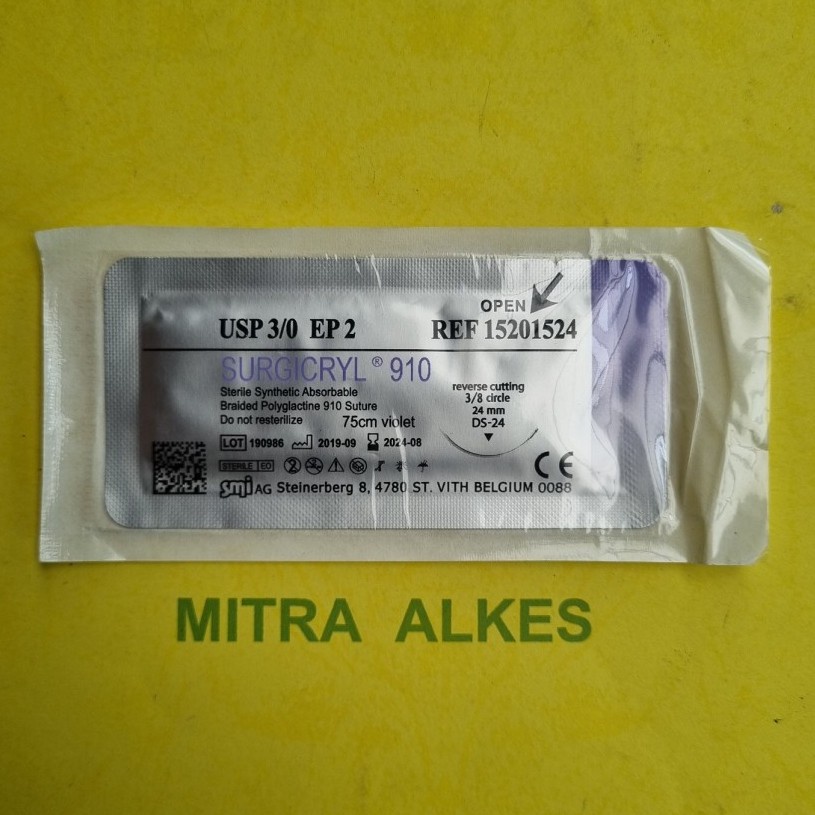 OPEN
USP 3/0 EP 2 REF 15201524
SURGICRYL® 910
Sterile Synthetic Absorbable
Braided Polyglactine 910 Suture
Do not resterilize 75cm violet
reverse cutting
3/8 circle
24 mm
DS-24
LOT 190986 2019-09 2024-08
STERILE EO
CE
smi AG Steinerberg 8, 4780 ST. VITH BELGIUM 0088
MITRA ALKES